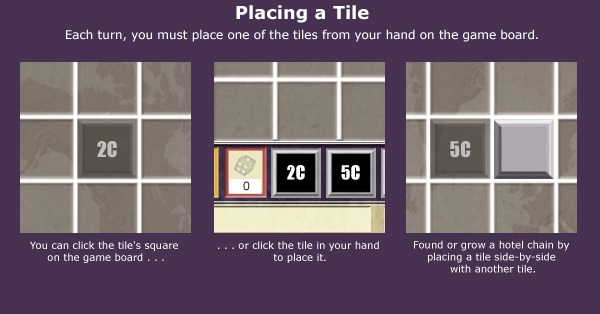 Placing a Tile
Each turn, you must place one of the tiles from your hand on the game board.
2C
0
2C
5C
5C
You can click the tile's square
on the game board . . .
. . . or click the tile in your hand
to place it.
Found or grow a hotel chain by
placing a tile side-by-side
with another tile.